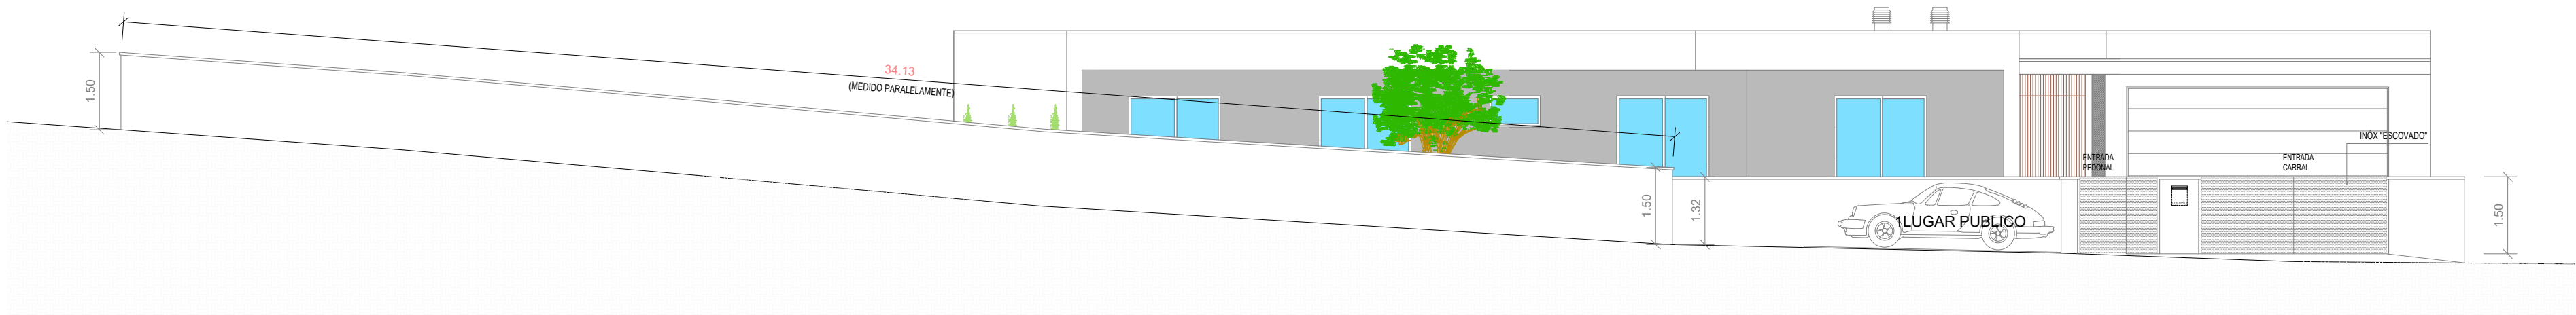 34.13
(MEDIDO PARALELAMENTE)
1.50
INÓX "ESCOVADO"
ENTRADA
PEDONAL
ENTRADA
CARRAL
1.50
1.32
1LUGAR PUBLICO
1.50